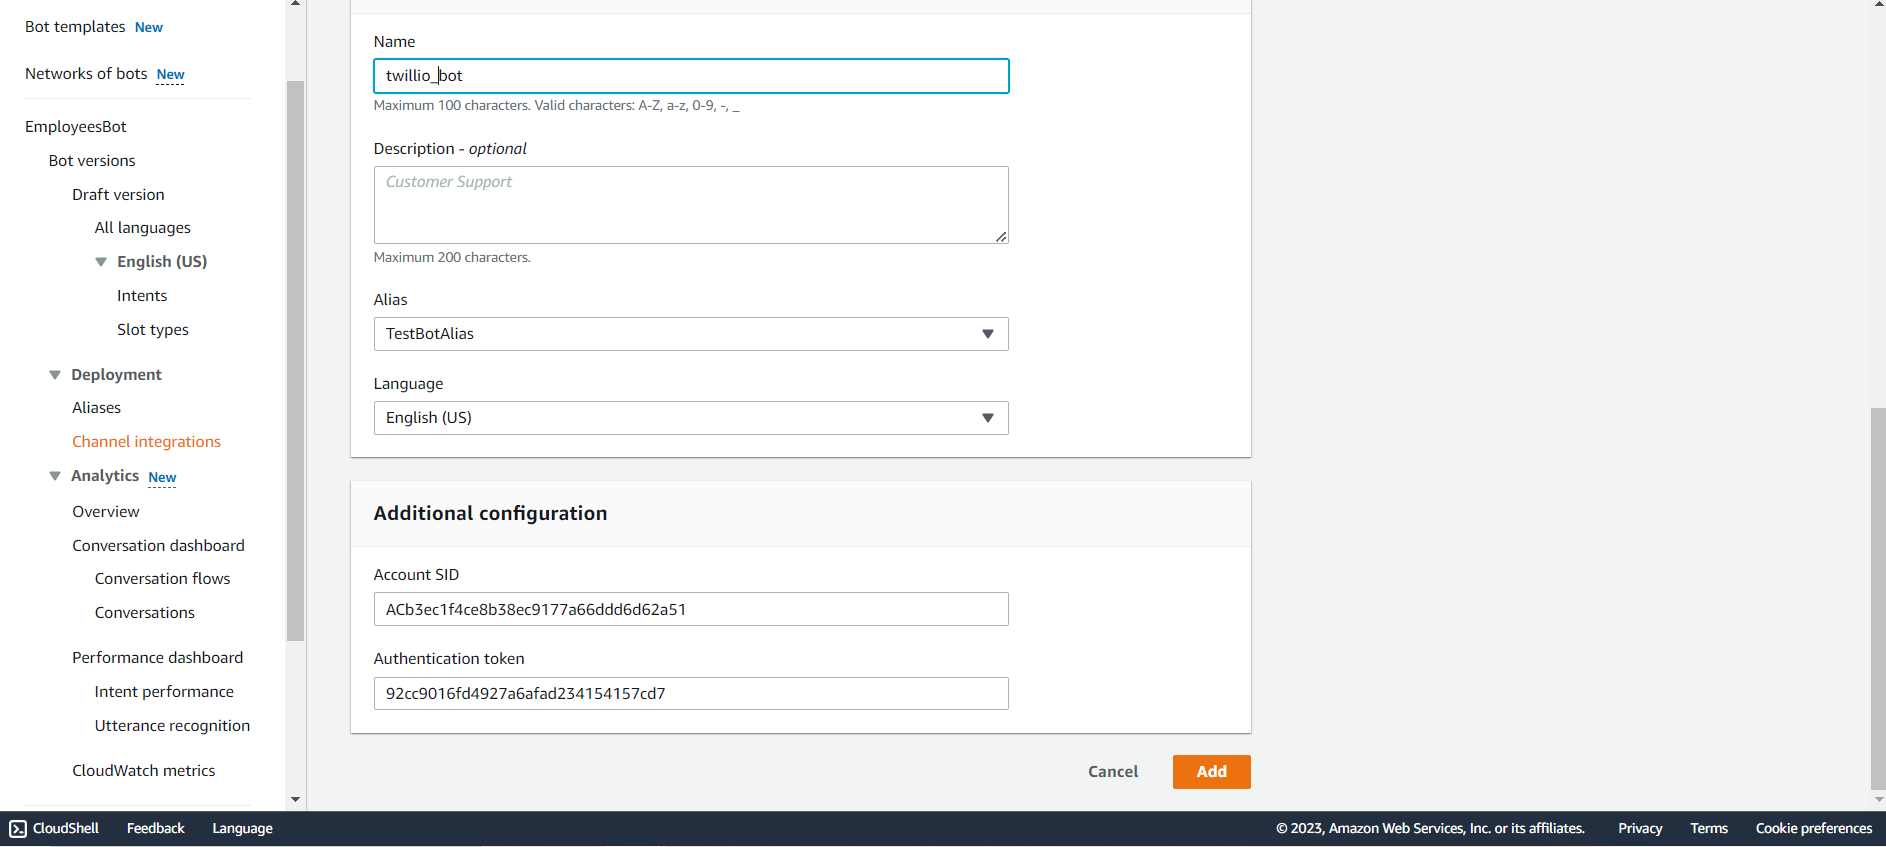 Bot templates New
Networks of bots New
EmployeesBot
Bot versions
Draft version
All languages
English (US)
Intents
Slot types
Deployment
Aliases
Channel integrations
Analytics New
Overview
Conversation dashboard
Conversation flows
Conversations
Performance dashboard
Intent performance
Utterance recognition
CloudWatch metrics
Name
twillio_bot
Maximum 100 characters. Valid characters: A-Z, a-z, 0-9, -, _
Description - optional
Customer Support
Maximum 200 characters.
Alias
TestBotAlias
Language
English (US)
Additional configuration
Account SID
ACb3ec1f4ce8b38ec9177a66ddd6d62a51
Authentication token
92cc9016fd4927a6afad234154157cd7
Cancel Add
CloudShell Feedback Language © 2023, Amazon Web Services, Inc. or its affiliates. Privacy Terms Cookie preferences